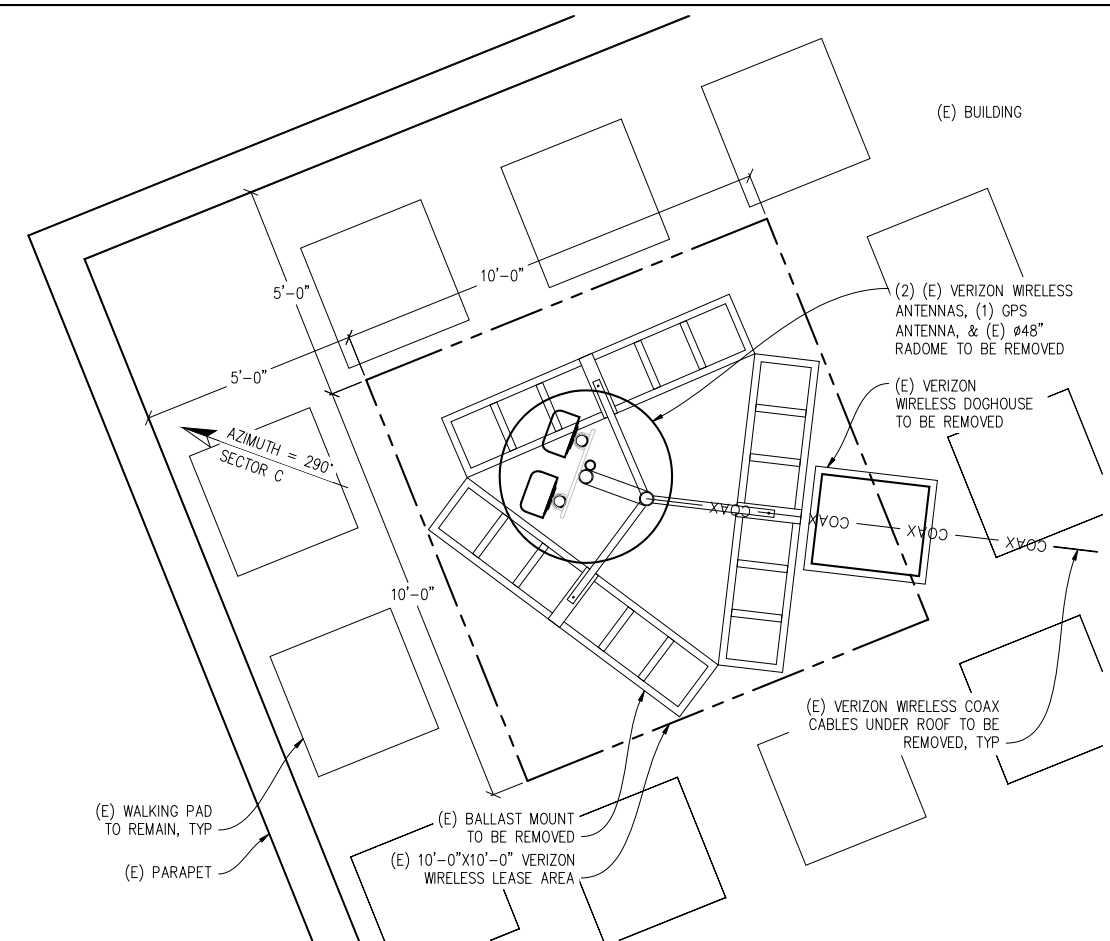 (E) BUILDING
10'-0"
5'-0"
5'-0"
(2) (E) VERIZON WIRELESS
ANTENNAS, (1) GPS
ANTENNA, & (E) ø48"
RADOME TO BE REMOVED
(E) VERIZON
WIRELESS DOGHOUSE
TO BE REMOVED
AZIMUTH = 290°
SECTOR C
COAX
COAX
COAX
COAX
10'-0"
(E) VERIZON WIRELESS COAX
CABLES UNDER ROOF TO BE
REMOVED, TYP
(E) WALKING PAD
TO REMAIN, TYP
(E) PARAPET
(E) BALLAST MOUNT
TO BE REMOVED
(E) 10'-0"X10'-0" VERIZON
WIRELESS LEASE AREA